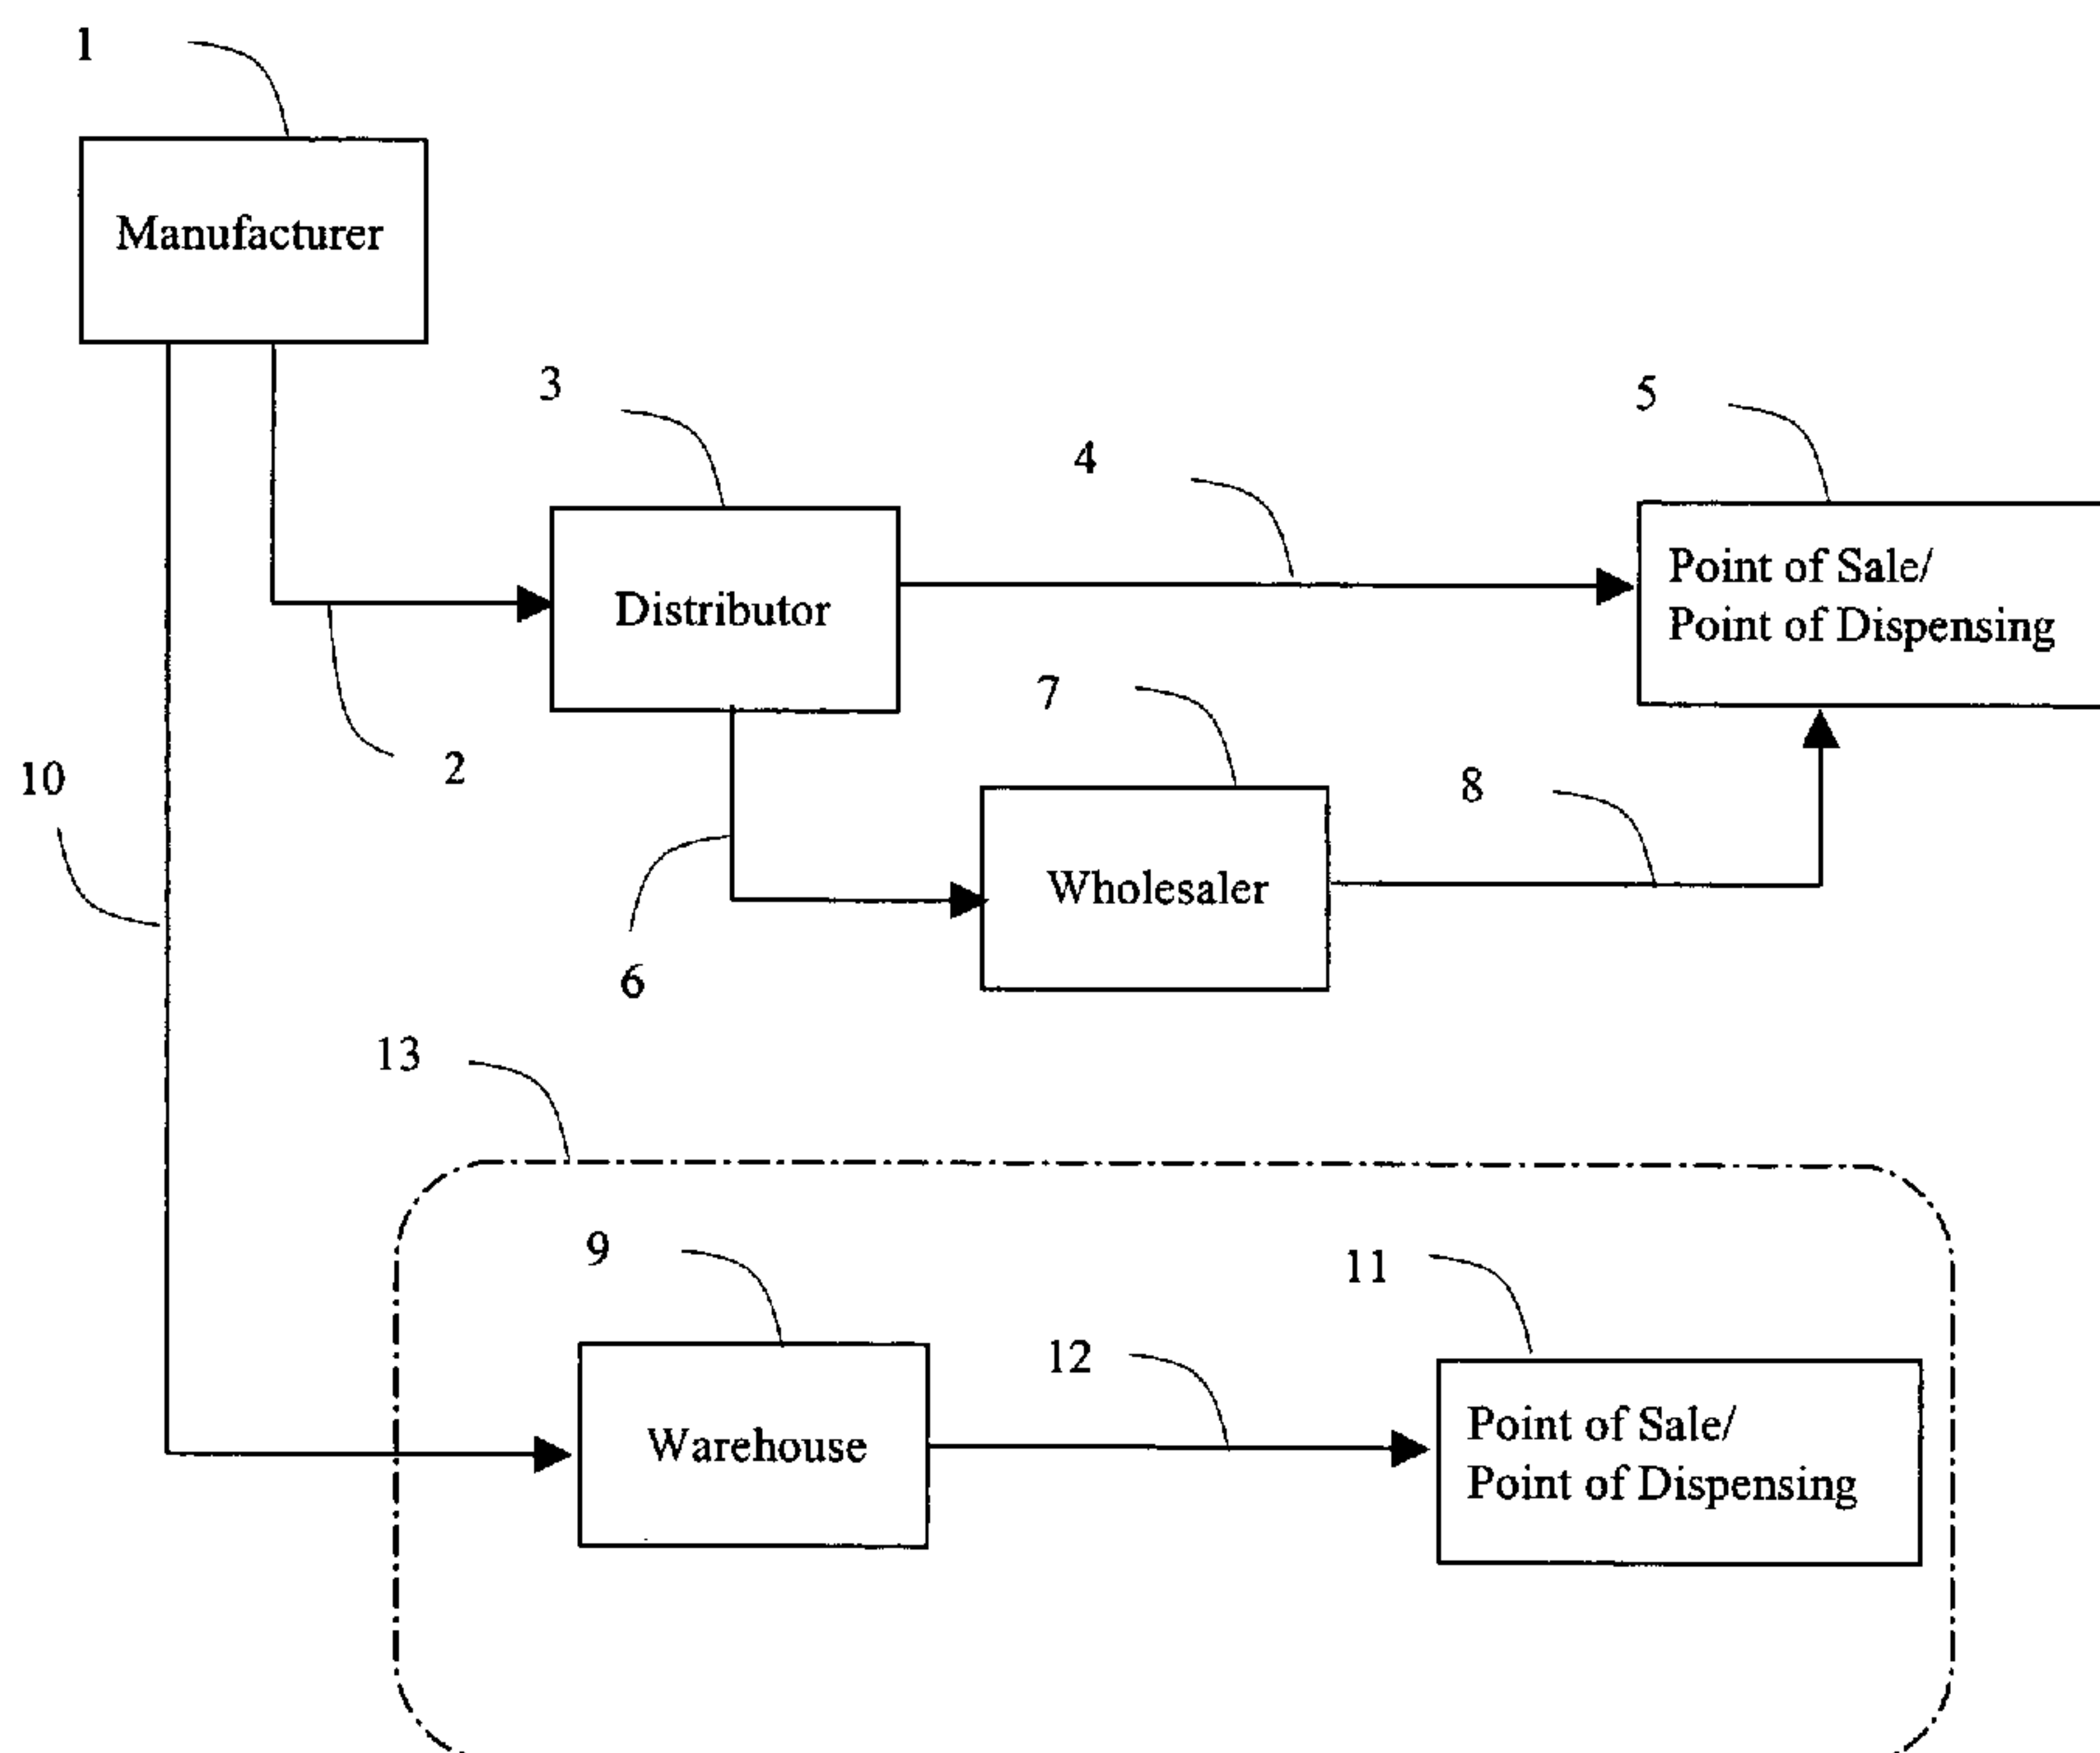 1
Manufacturer
3
5
4
Point of Sale/
Point of Dispensing
Distributor
7
2
10
8
Wholesaler
6
13
9
11
12
Point of Sale/
Point of Dispensing
Warehouse